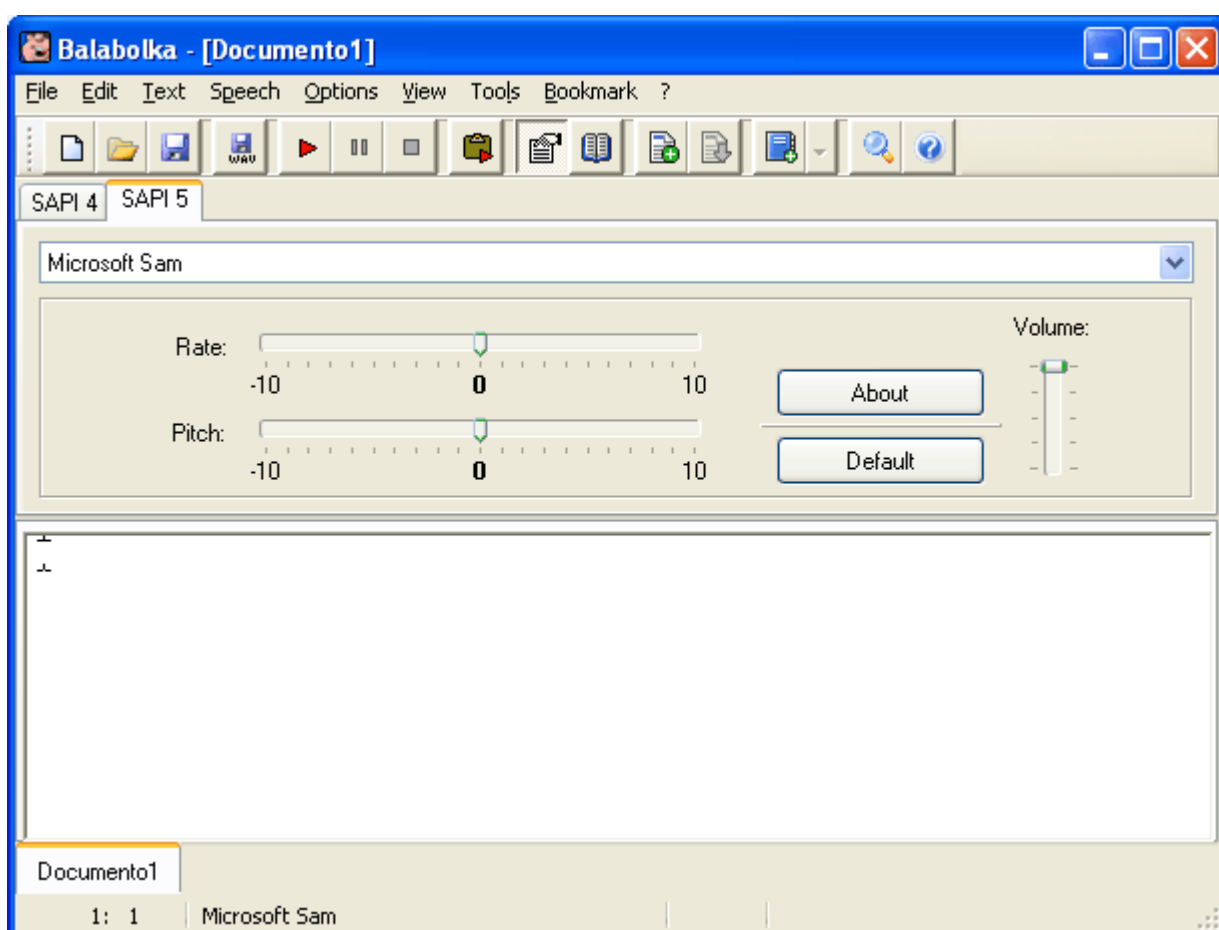 Balabolka - [Documento1]
File Edit Text Speech Options View Tools Bookmark ?
WAV
SAPI 4 SAPI 5
Microsoft Sam
Volume:
Rate:
-10 0 10
About
Pitch:
-10 0 10
Default
Documento1
1: 1 Microsoft Sam